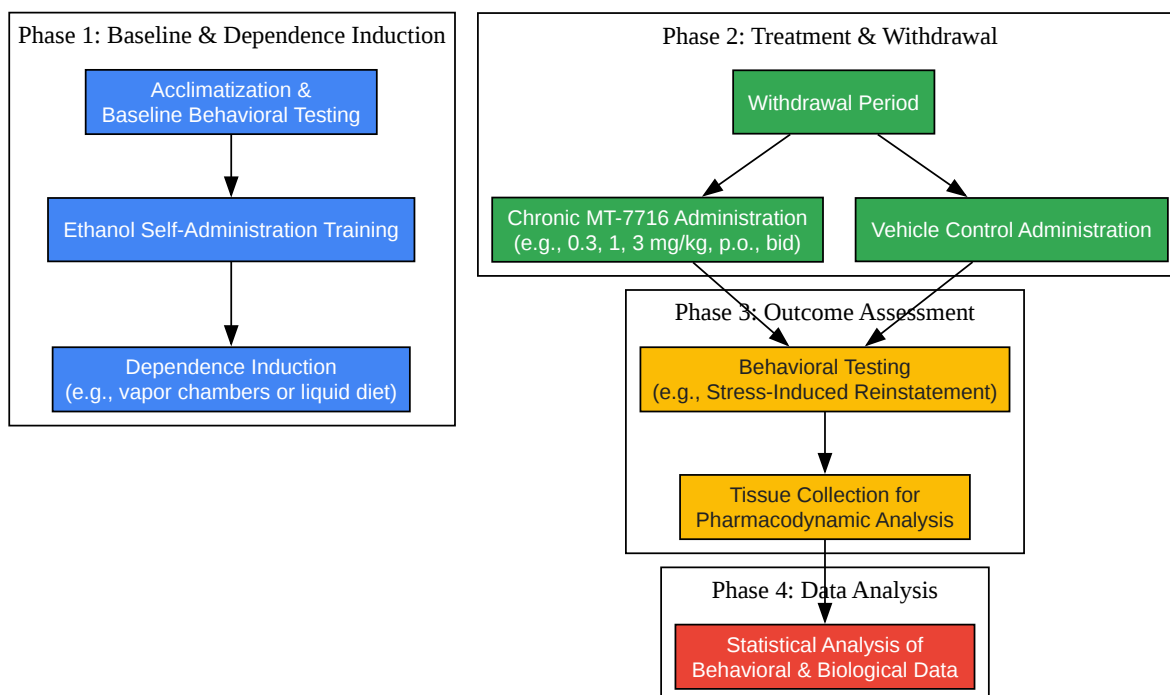 Phase 1: Baseline & Dependence Induction
Acclimatization &
Baseline Behavioral Testing
Ethanol Self-Administration Training
Dependence Induction
(e.g., vapor chambers or liquid diet)
Phase 2: Treatment & Withdrawal
Withdrawal Period
Chronic MT-7716 Administration
(e.g., 0.3, 1, 3 mg/kg, p.o., bid)
Vehicle Control Administration
Phase 3: Outcome Assessment
Behavioral Testing
(e.g., Stress-Induced Reinstatement)
Tissue Collection for
Pharmacodynamic Analysis
Phase 4: Data Analysis
Statistical Analysis of
Behavioral & Biological Data